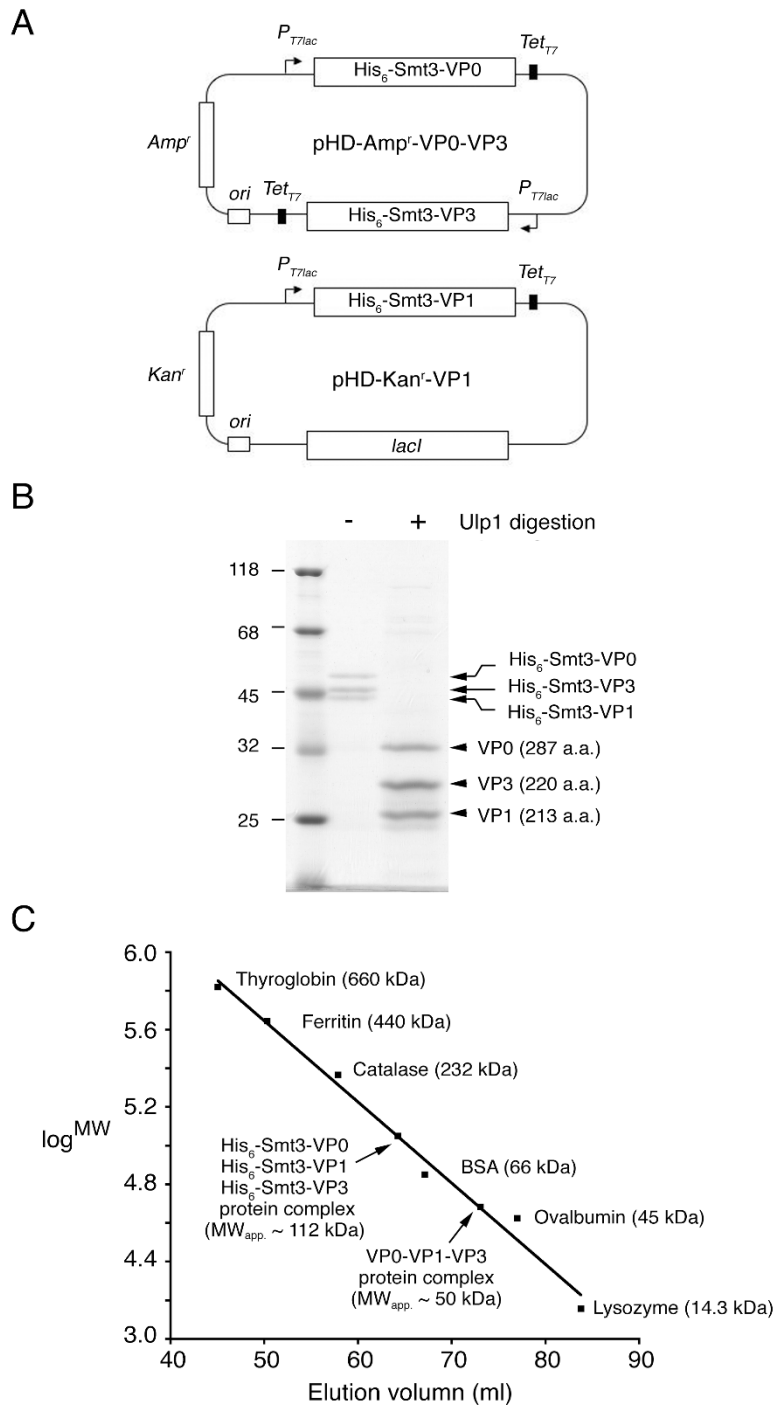 A
P_T7lac
Tet_T7
His₆-Smt3-VP0
Ampʳ
pHD-Ampʳ-VP0-VP3
ori
Tet_T7
P_T7lac
His₆-Smt3-VP3
P_T7lac
Tet_T7
His₆-Smt3-VP1
Kanʳ
pHD-Kanʳ-VP1
ori
lacI
B
- + Ulp1 digestion
118
68
45
32
25
His₆-Smt3-VP0
His₆-Smt3-VP3
His₆-Smt3-VP1
VP0 (287 a.a.)
VP3 (220 a.a.)
VP1 (213 a.a.)
C
6.0
5.6
5.2
4.8
4.4
3.0
log^MW
Thyroglobin (660 kDa)
Ferritin (440 kDa)
Catalase (232 kDa)
His₆-Smt3-VP0
His₆-Smt3-VP1
His₆-Smt3-VP3
protein complex
(MW_app. ~ 112 kDa)
BSA (66 kDa)
Ovalbumin (45 kDa)
VP0-VP1-VP3
protein complex
(MW_app. ~ 50 kDa)
Lysozyme (14.3 kDa)
40 50 60 70 80 90
Elution volumn (ml)